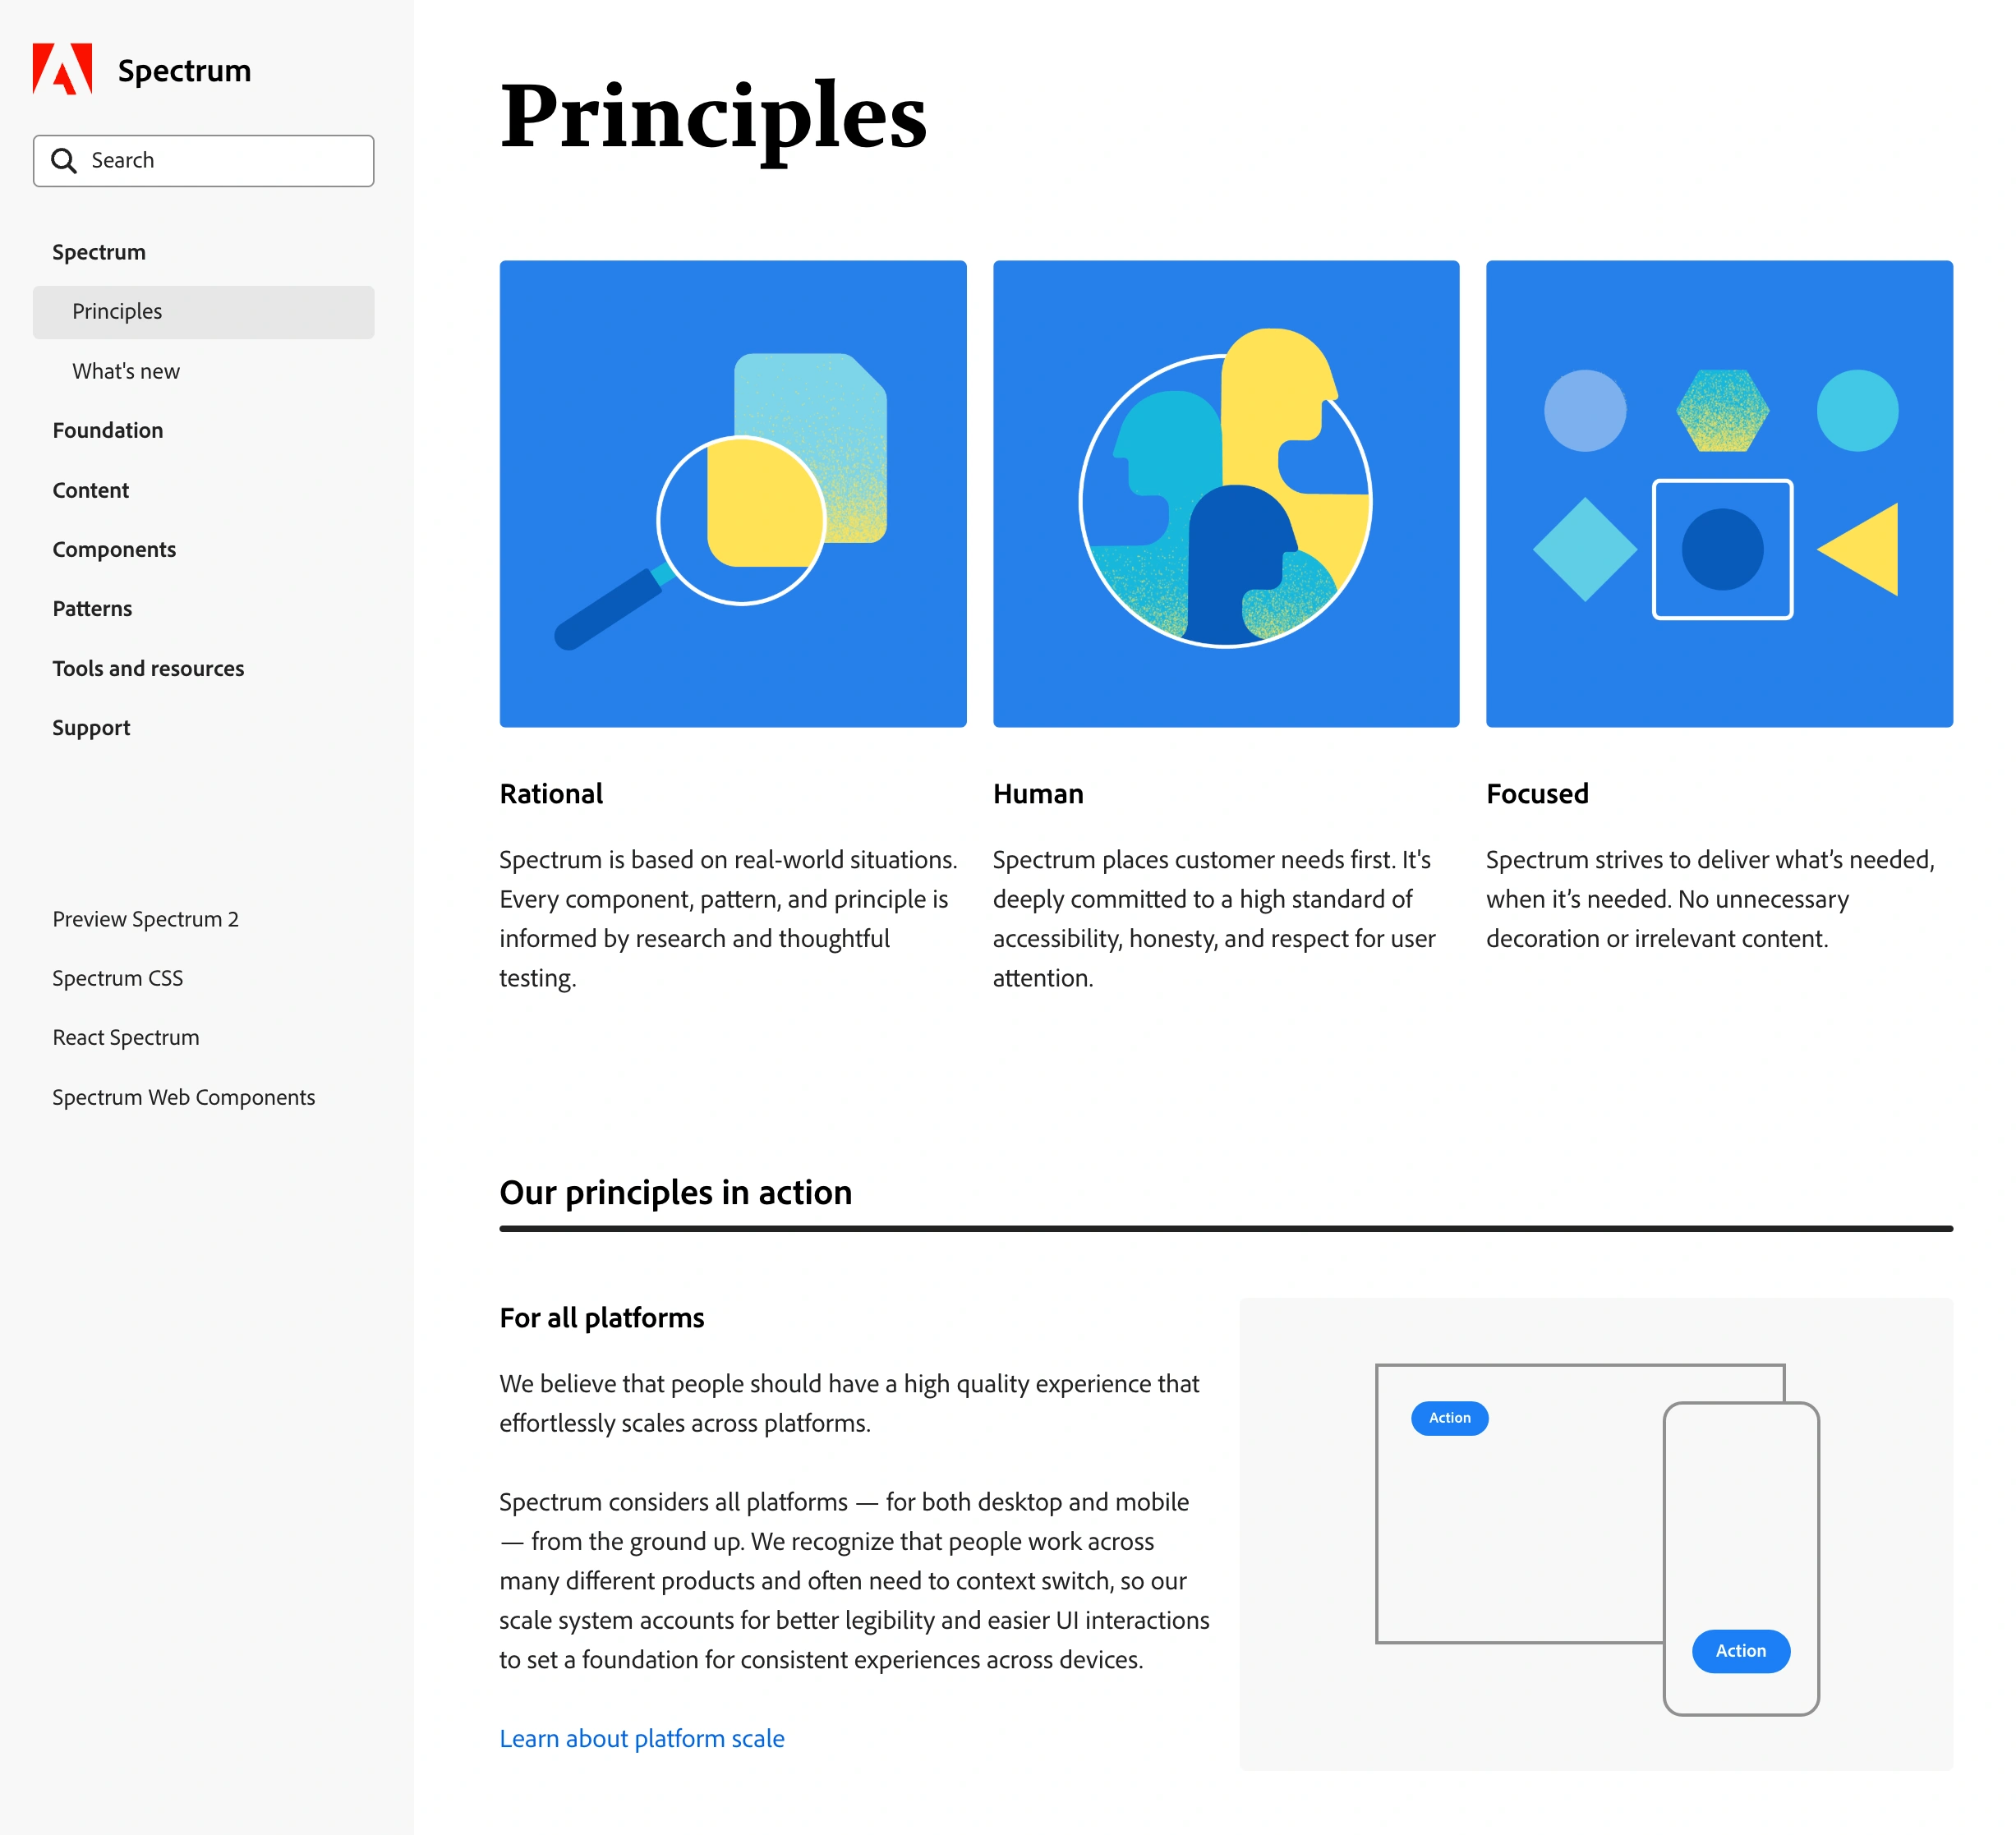 Spectrum
Search
Spectrum
Principles
What's new
Foundation
Content
Components
Patterns
Tools and resources
Support
Preview Spectrum 2
Spectrum CSS
React Spectrum
Spectrum Web Components
Principles
Rational
Spectrum is based on real-world situations.
Every component, pattern, and principle is
informed by research and thoughtful
testing.
Human
Spectrum places customer needs first. It's
deeply committed to a high standard of
accessibility, honesty, and respect for user
attention.
Focused
Spectrum strives to deliver what’s needed,
when it’s needed. No unnecessary
decoration or irrelevant content.
Our principles in action
For all platforms
We believe that people should have a high quality experience that
effortlessly scales across platforms.
Spectrum considers all platforms — for both desktop and mobile
— from the ground up. We recognize that people work across
many different products and often need to context switch, so our
scale system accounts for better legibility and easier UI interactions
to set a foundation for consistent experiences across devices.
Learn about platform scale
Action
Action